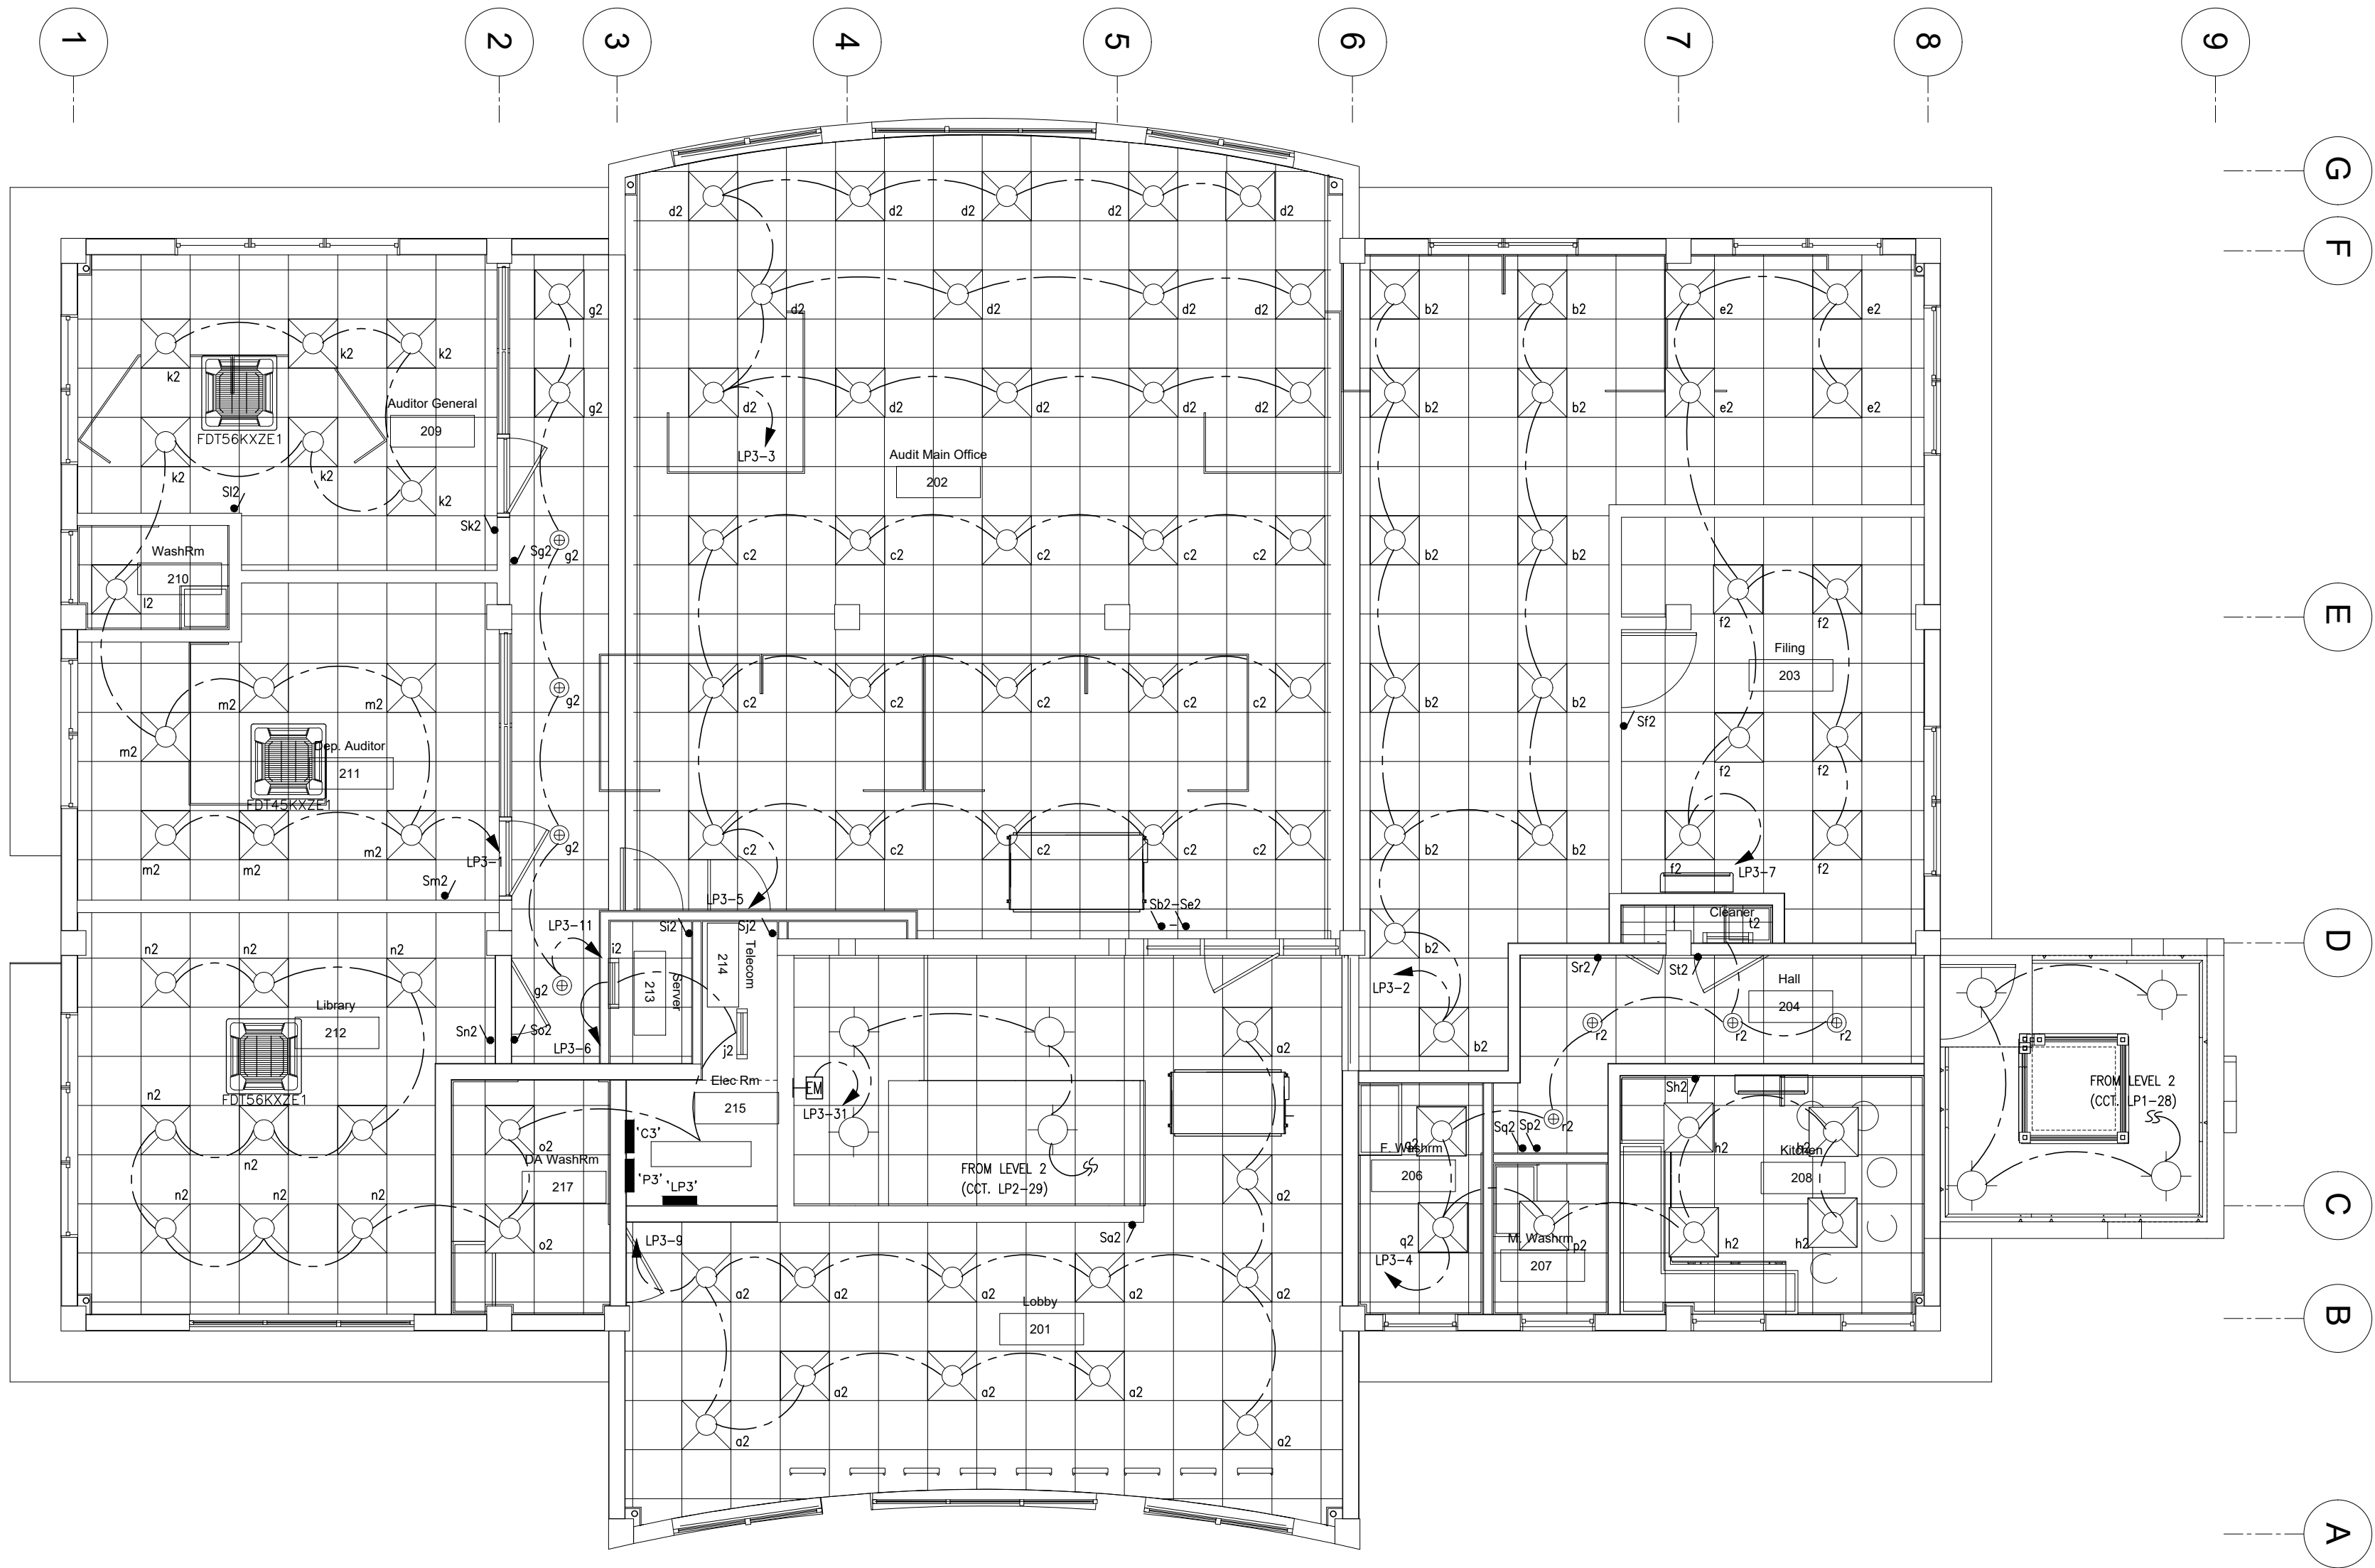 1 2 3 4 5 6 7 8 9
G
F
E
D
C
B
A
d2 d2 d2 d2 d2
g2 d2 d2 d2 d2 b2 b2 e2 e2
k2 k2 k2
Auditor General
209
FDT56KXZE1
g2 d2 d2 d2 d2 d2 b2 b2 e2 e2
LP3-3
Audit Main Office
202
k2 k2 k2
Sl2
Sk2
Sg2
g2 c2 c2 c2 c2 c2 b2 b2
WashRm
210
l2
f2 f2
Filing
203
Sf2
m2 m2 m2
g2 c2 c2 c2 c2 c2 b2 b2
Dep. Auditor
211
FDT45KXZE1
f2 f2
m2 m2 m2
LP3-1
g2 c2 c2 c2 c2 c2 b2 b2
f2 f2
LP3-7
Sm2
LP3-5
Sb2-Se2
Cleaner
t2
LP3-11
Si2
Sj2
i2
n2 n2 n2
b2
Telecom
214
Server
213
LP3-2
Sr2
St2
Hall
204
g2
Library
212
Sn2
So2
LP3-6
j2
a2
b2
r2 r2 r2
n2
FDT56KXZE1
Elec Rm
215
EM
LP3-31
Sh2
FROM LEVEL 2
(CCT. LP1-28)
SS
'C3'
o2
Sq2
Sp2
r2
q2
h2
h2
DA WashRm
217
n2
'P3'
'LP3'
FROM LEVEL 2
(CCT. LP2-29)
SS
F. Washrm
206
Kitchen
208
n2 n2 n2
a2
o2
LP3-9
Sa2
q2
LP3-4
M. Washrm
207
p2
h2
h2
a2 a2 a2 a2 a2
Lobby
201
a2 a2 a2
a2
a2